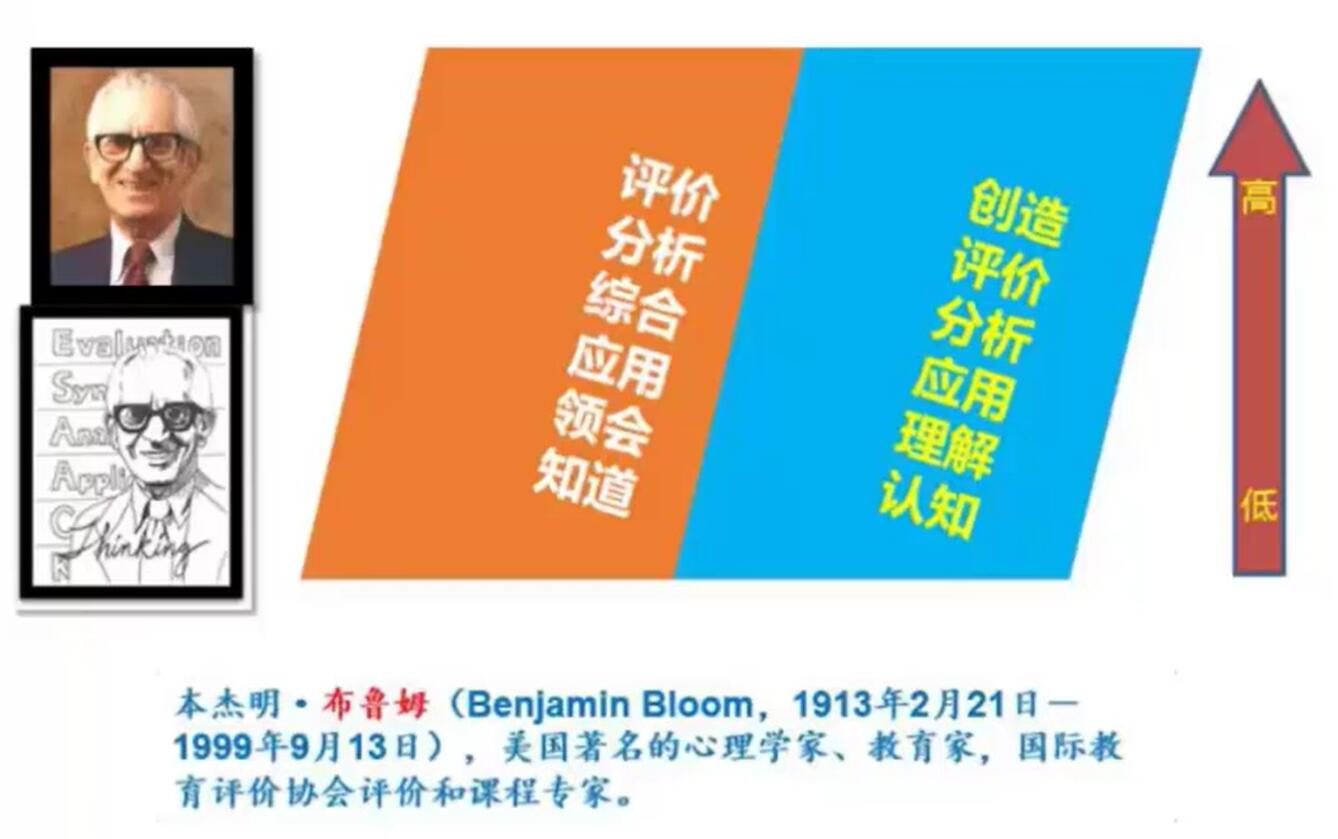 Evaluation
Syn
Anal
Appli
C
K
Thinking
评价
分析
综合
应用
领会
知道
创造
评价
分析
应用
理解
认知
高
低
本杰明·布鲁姆（Benjamin Bloom，1913年2月21日—
1999年9月13日），美国著名的心理学家、教育家，国际教
育评价协会评价和课程专家。